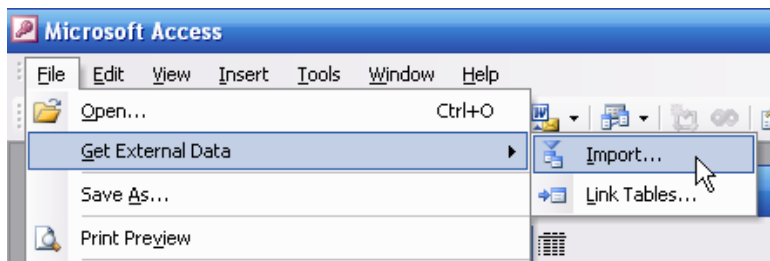 Microsoft Access
File Edit View Insert Tools Window Help
Open... Ctrl+O
Get External Data
Import...
Save As...
Link Tables...
Print Preview